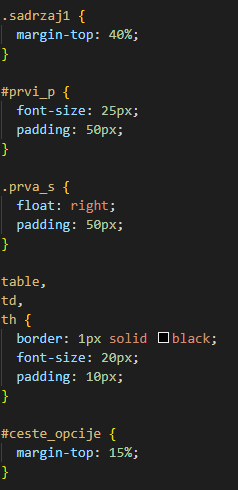 .sadrzaj1 {
  margin-top: 40%;
}

#prvi_p {
  font-size: 25px;
  padding: 50px;
}

.prva_s {
  float: right;
  padding: 50px;
}

table,
td,
th {
  border: 1px solid black;
  font-size: 20px;
  padding: 10px;
}

#ceste_opcije {
  margin-top: 15%;
}